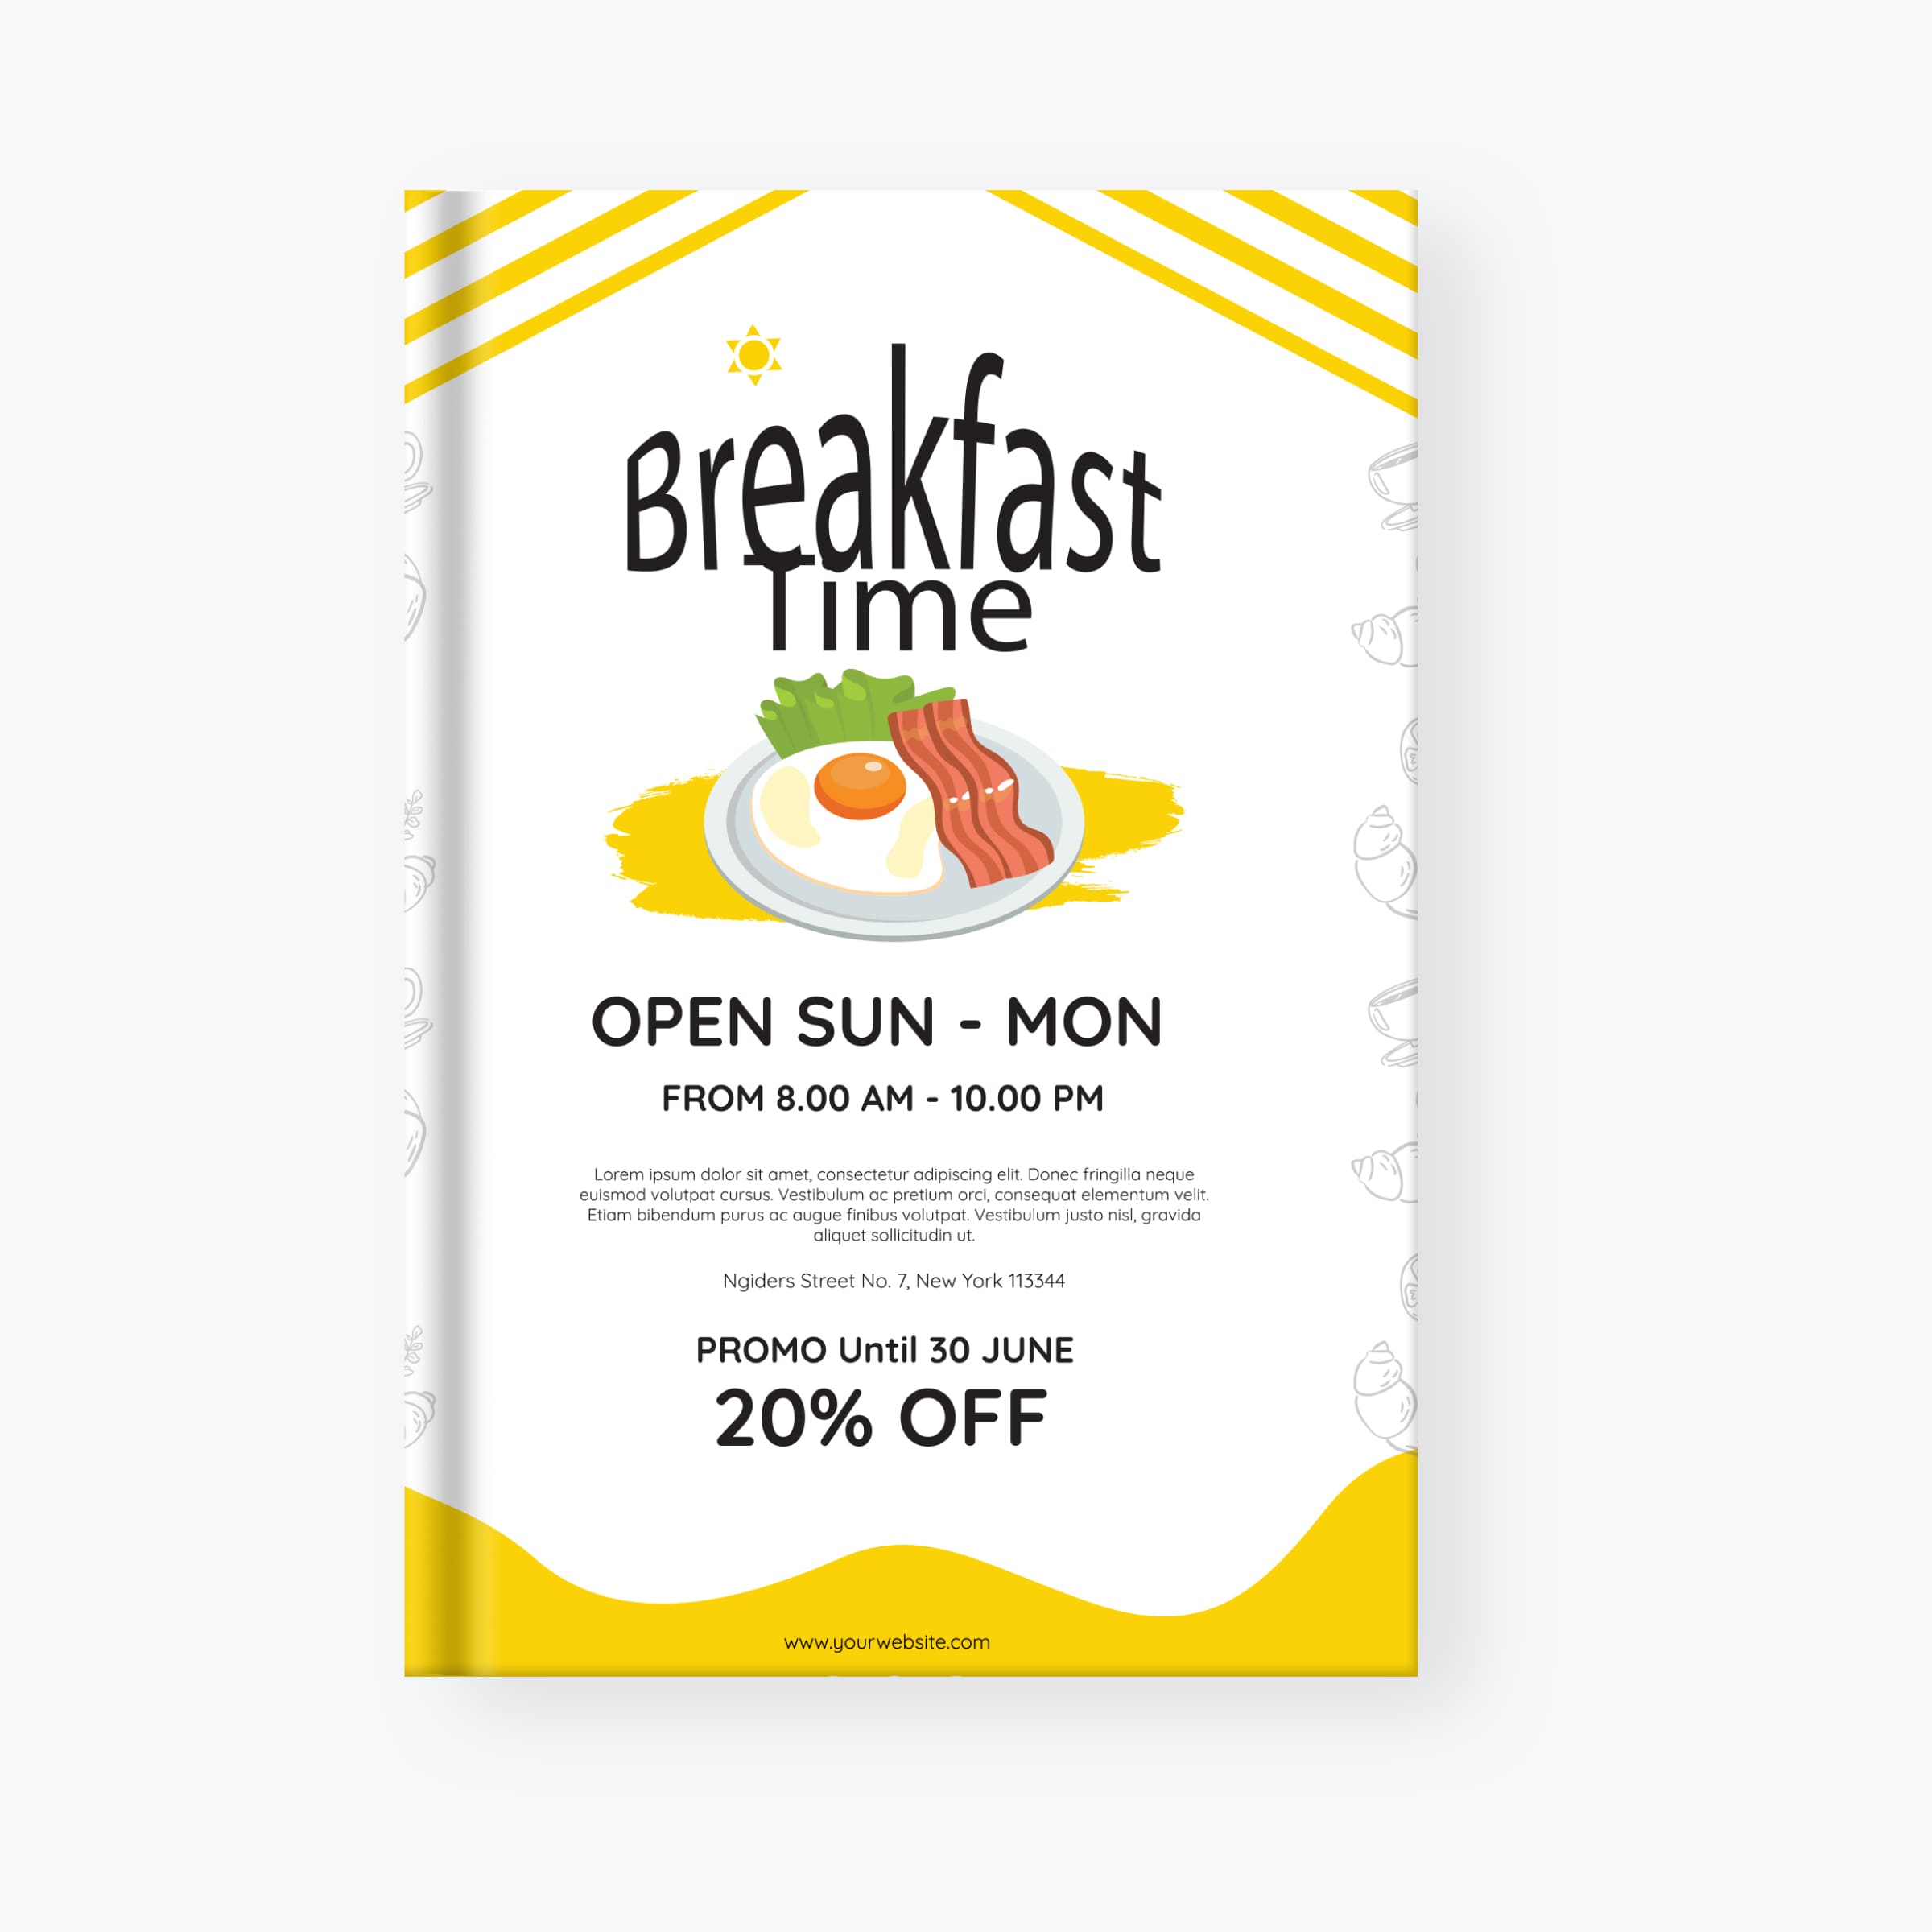 Breakfast
Time
OPEN SUN - MON
FROM 8.00 AM - 10.00 PM
Lorem ipsum dolor sit amet, consectetur adipiscing elit. Donec fringilla neque
euismod volutpat cursus. Vestibulum ac pretium orci, consequat elementum velit.
Etiam bibendum purus ac augue finibus volutpat. Vestibulum justo nisl, gravida
aliquet sollicitudin ut.
Ngiders Street No. 7, New York 113344
PROMO Until 30 JUNE
20% OFF
www.yourwebsite.com